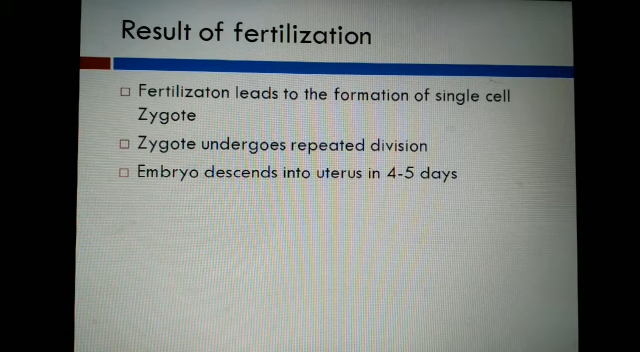 Result of fertilization
Fertilizaton leads to the formation of single cell
Zygote
Zygote undergoes repeated division
Embryo descends into uterus in 4-5 days